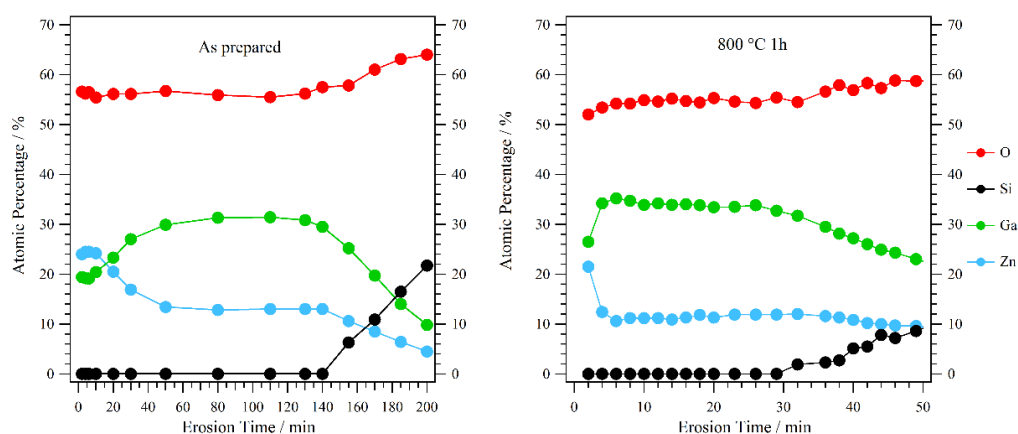 As prepared
Atomic Percentage / %
70 60 50 40 30 20 10 0
70 60 50 40 30 20 10 0
0 20 40 60 80 100 120 140 160 180 200
Erosion Time / min
800 °C 1h
Atomic Percentage / %
70 60 50 40 30 20 10 0
70 60 50 40 30 20 10 0
0 10 20 30 40 50
Erosion Time / min
O
Si
Ga
Zn